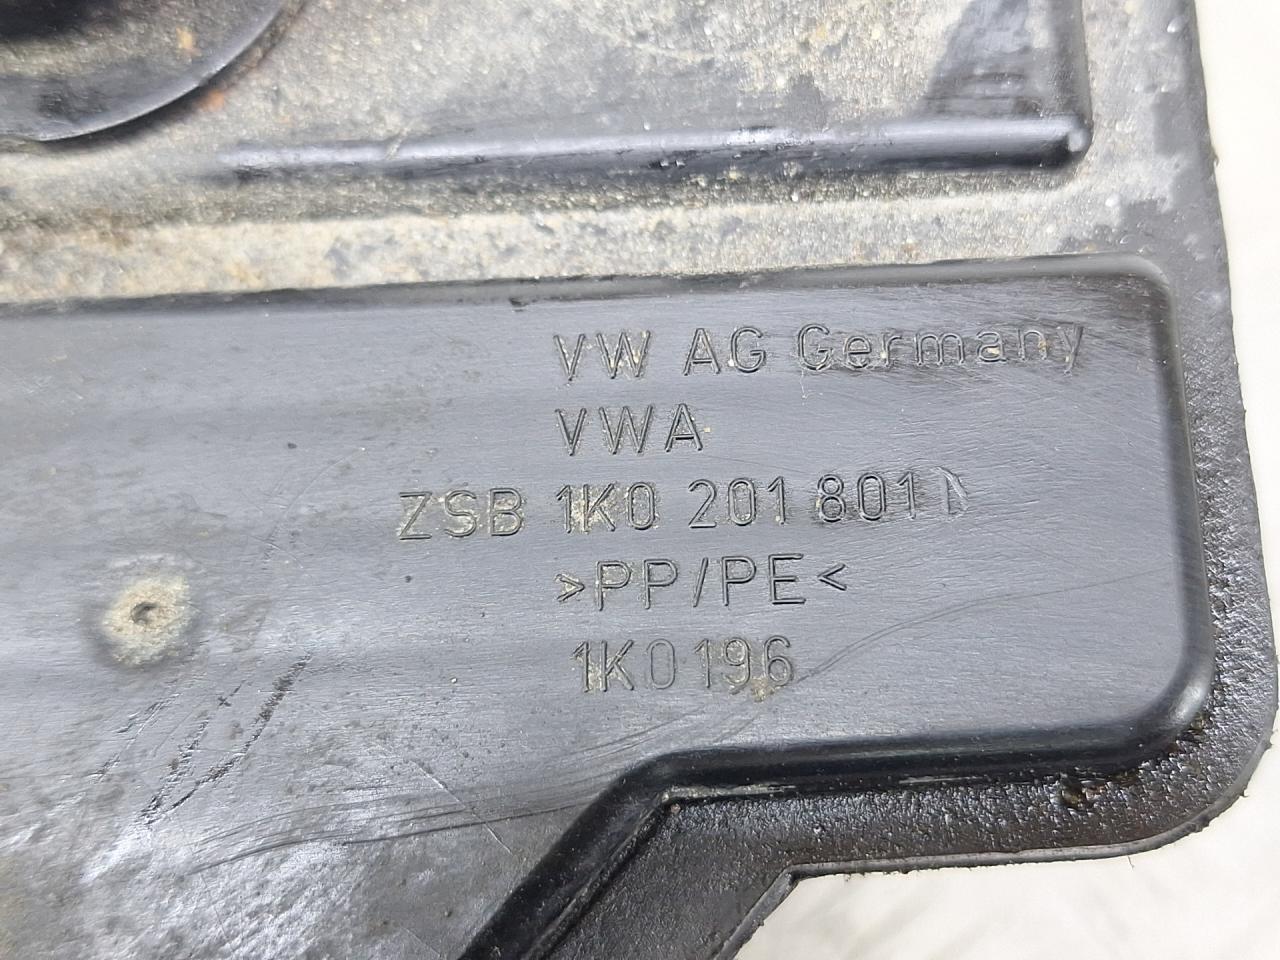 VW AG Germany
VWA
ZSB 1K0 201 801
>PP/PE<
1K0196